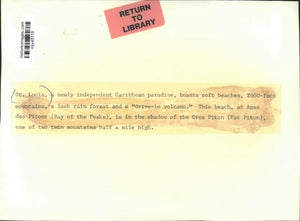 RETURN TO
LIBRARY
historicimages.com
St. Lucia, a newly independent Caribbean paradise, boasts soft beaches, 2000-foot
mountains, a lush rain forest and a "drive-in volcano." This beach, at Anse
des Pitons (Bay of the Peaks), is in the shadow of the Gros Piton (Fat Piton),
one of two twin mountains half a mile high.